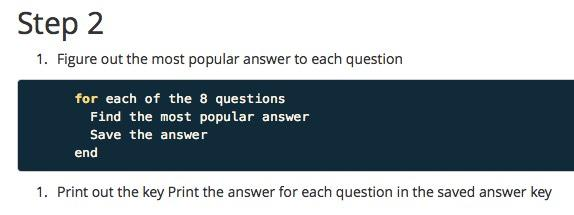 Step 2
1. Figure out the most popular answer to each question
for each of the 8 questions
Find the most popular answer
Save the answer
end
1. Print out the key Print the answer for each question in the saved answer key